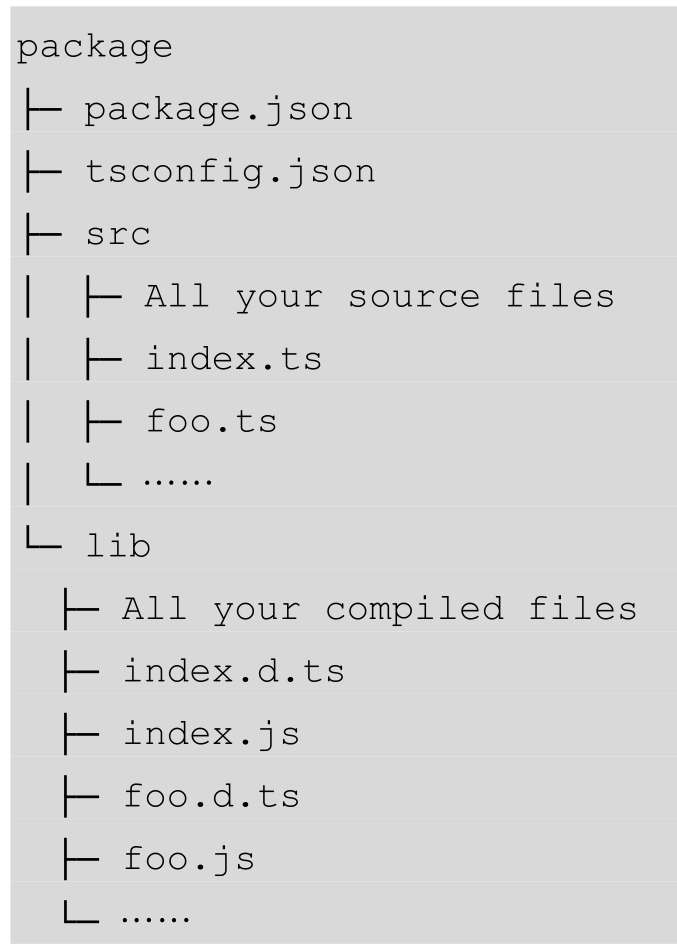 package
├─ package.json
├─ tsconfig.json
├─ src
│  ├─ All your source files
│  ├─ index.ts
│  ├─ foo.ts
│  └─ ······
└─ lib
  ├─ All your compiled files
  ├─ index.d.ts
  ├─ index.js
  ├─ foo.d.ts
  ├─ foo.js
  └─ ······